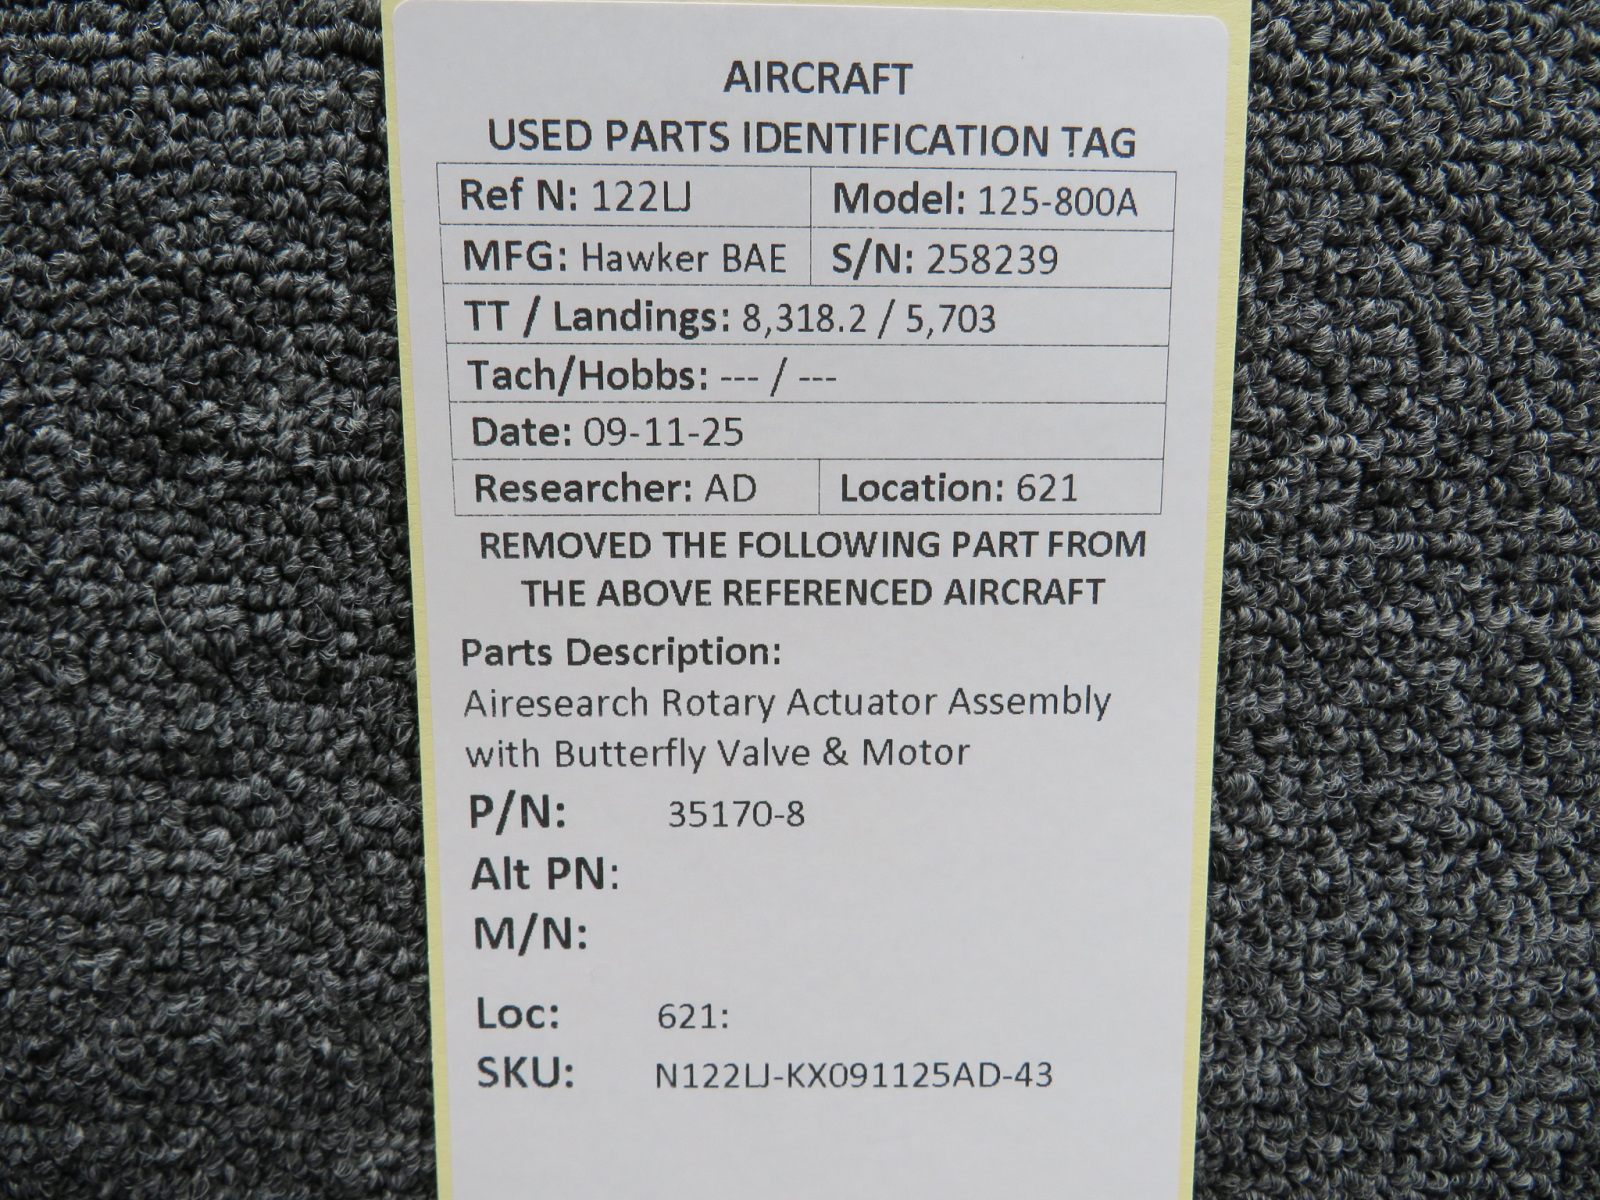 AIRCRAFT
USED PARTS IDENTIFICATION TAG
Ref N: 122LJ Model: 125-800A
MFG: Hawker BAE S/N: 258239
TT / Landings: 8,318.2 / 5,703
Tach/Hobbs: --- / ---
Date: 09-11-25
Researcher: AD Location: 621
REMOVED THE FOLLOWING PART FROM
THE ABOVE REFERENCED AIRCRAFT
Parts Description:
Airesearch Rotary Actuator Assembly
with Butterfly Valve & Motor
P/N: 35170-8
Alt PN:
M/N:
Loc: 621:
SKU: N122LJ-KX091125AD-43